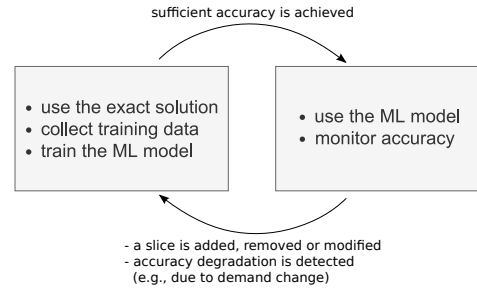 sufficient accuracy is achieved
• use the exact solution
• collect training data
• train the ML model
• use the ML model
• monitor accuracy
- a slice is added, removed or modified
- accuracy degradation is detected
(e.g., due to demand change)